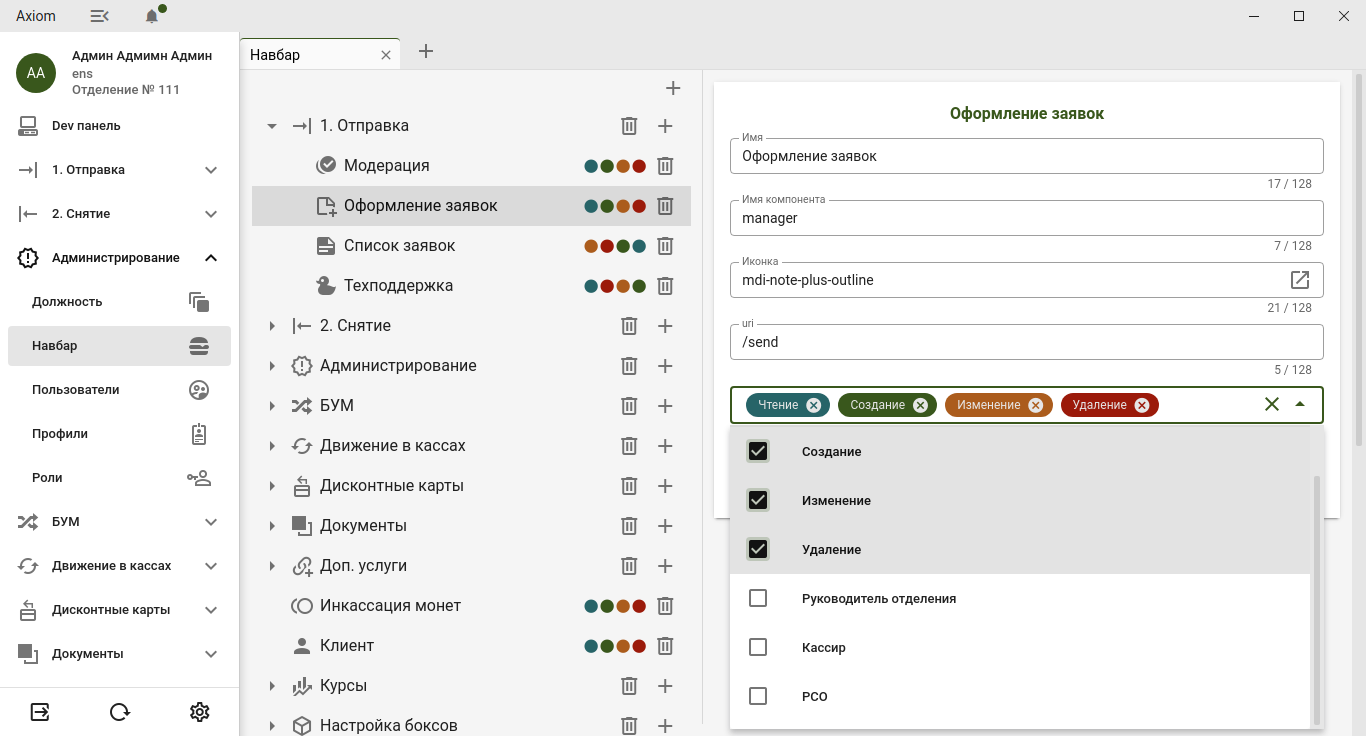 Axiom
АА
Админ Адмимн Админ
ens
Отделение № 111
Dev панель
1. Отправка
2. Снятие
Администрирование
Должность
Навбар
Пользователи
Профили
Роли
БУМ
Движение в кассах
Дисконтные карты
Документы
Навбар
1. Отправка
Модерация
Оформление заявок
Список заявок
Техподдержка
2. Снятие
Администрирование
БУМ
Движение в кассах
Дисконтные карты
Документы
Доп. услуги
Инкассация монет
Клиент
Курсы
Настройка боксов
Оформление заявок
Имя
Оформление заявок
17 / 128
Имя компонента
manager
7 / 128
Иконка
mdi-note-plus-outline
21 / 128
uri
/send
5 / 128
Чтение Создание Изменение Удаление
Создание
Изменение
Удаление
Руководитель отделения
Кассир
РСО